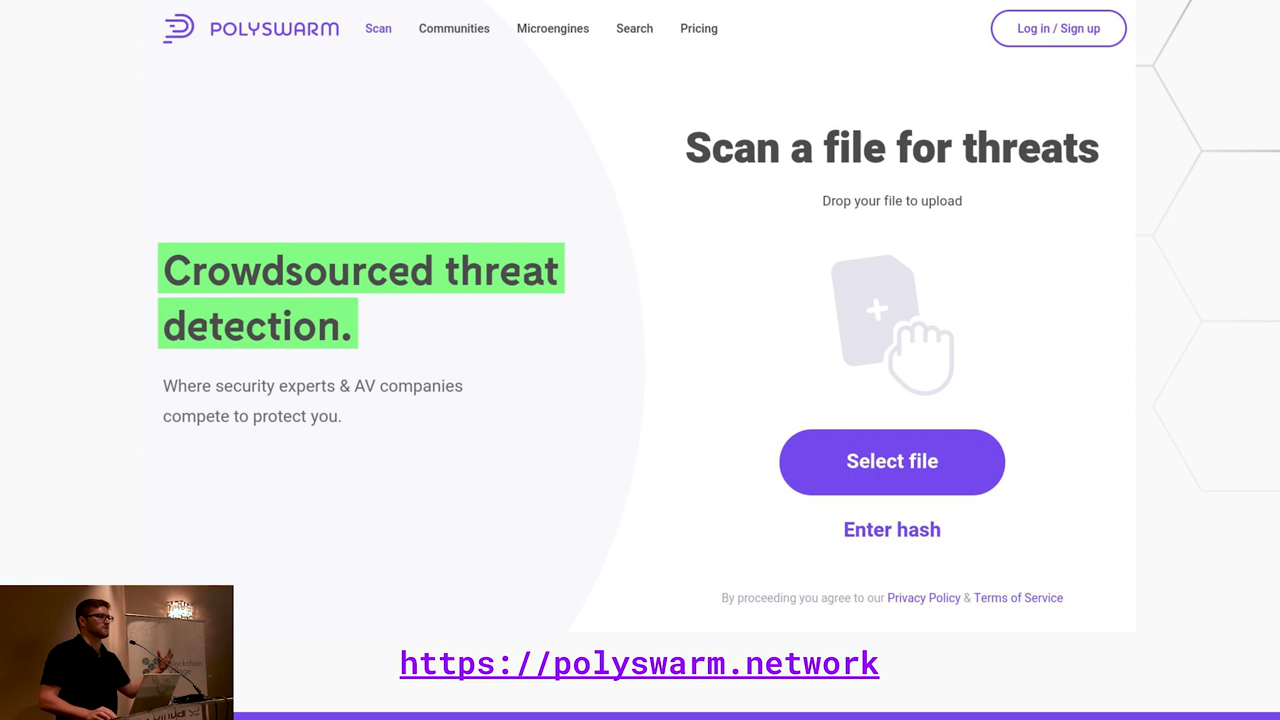 POLYSWARM
Scan
Communities
Microengines
Search
Pricing
Log in / Sign up
Scan a file for threats
Drop your file to upload
Crowdsourced threat
detection.
Where security experts & AV companies
compete to protect you.
Select file
Enter hash
By proceeding you agree to our Privacy Policy & Terms of Service
https://polyswarm.network